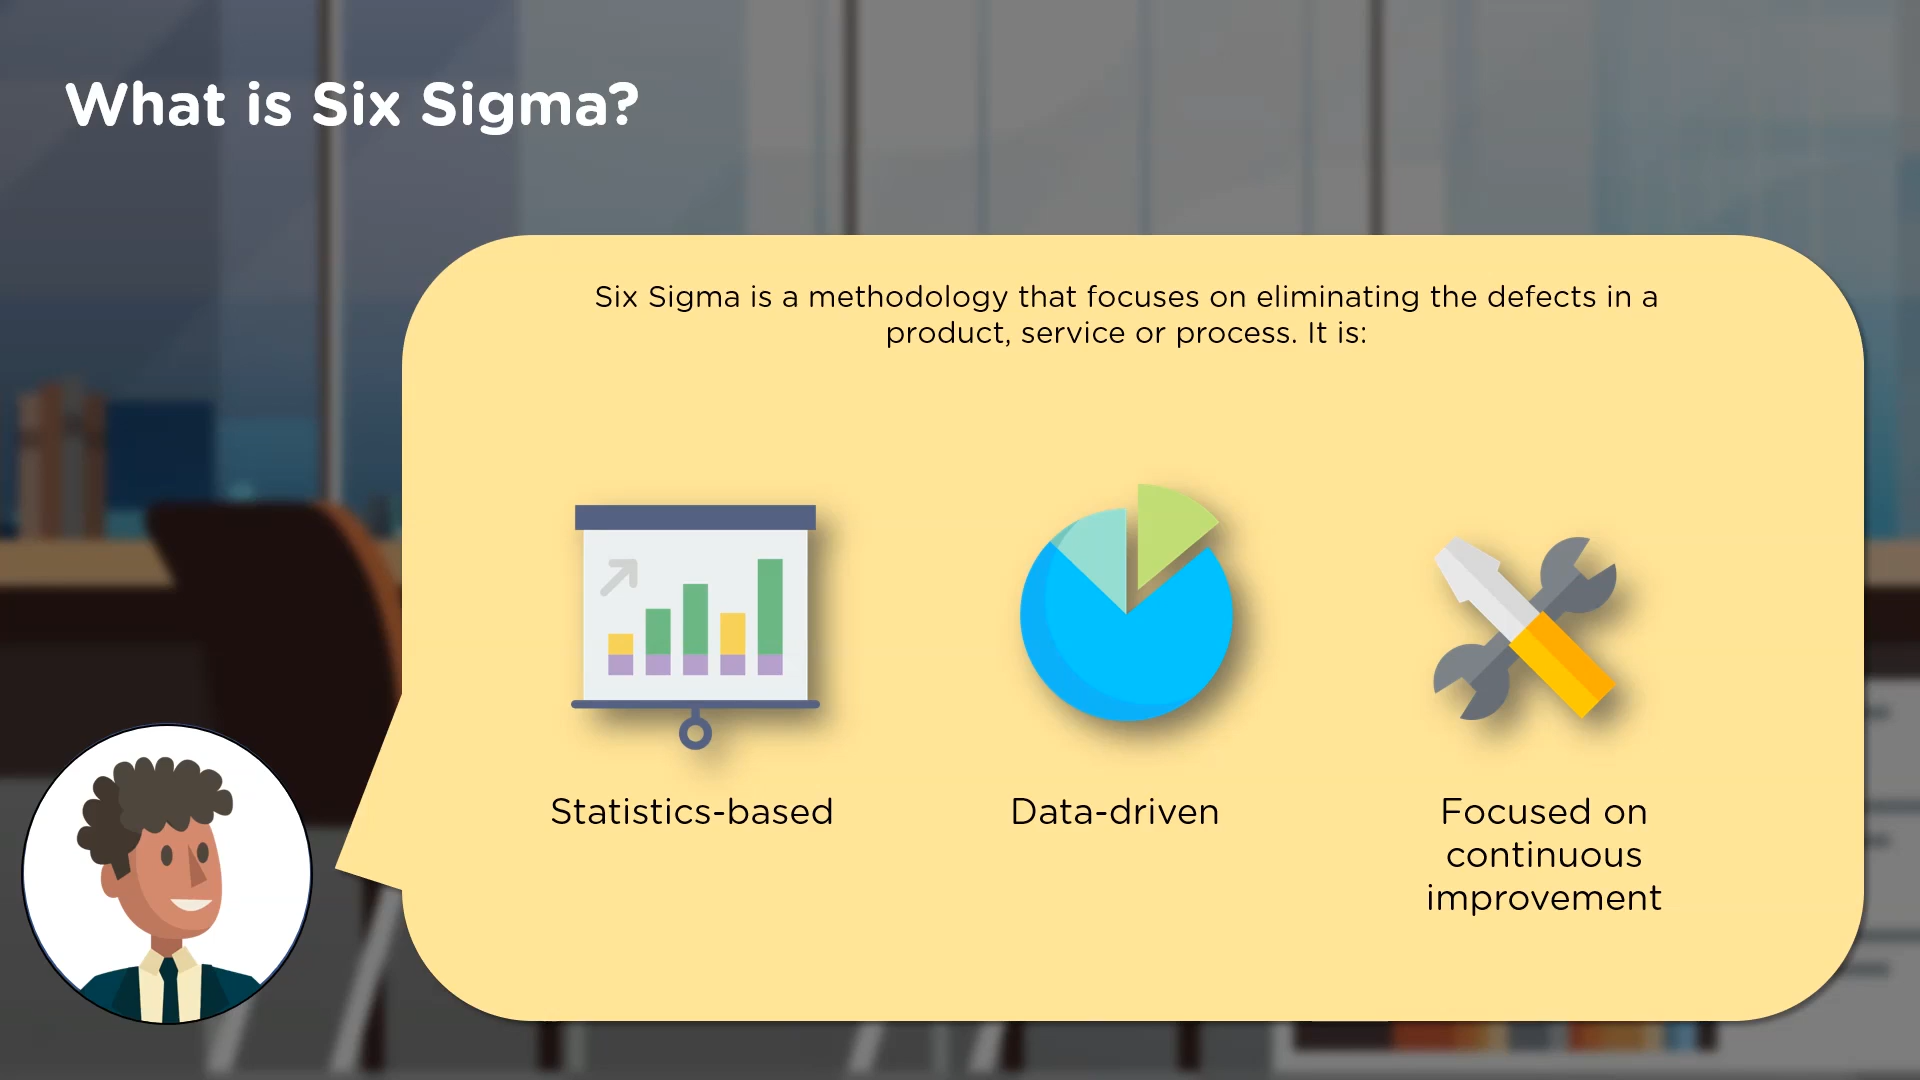 What is Six Sigma?
Six Sigma is a methodology that focuses on eliminating the defects in a
product, service or process. It is:
Statistics-based
Data-driven
Focused on
continuous
improvement